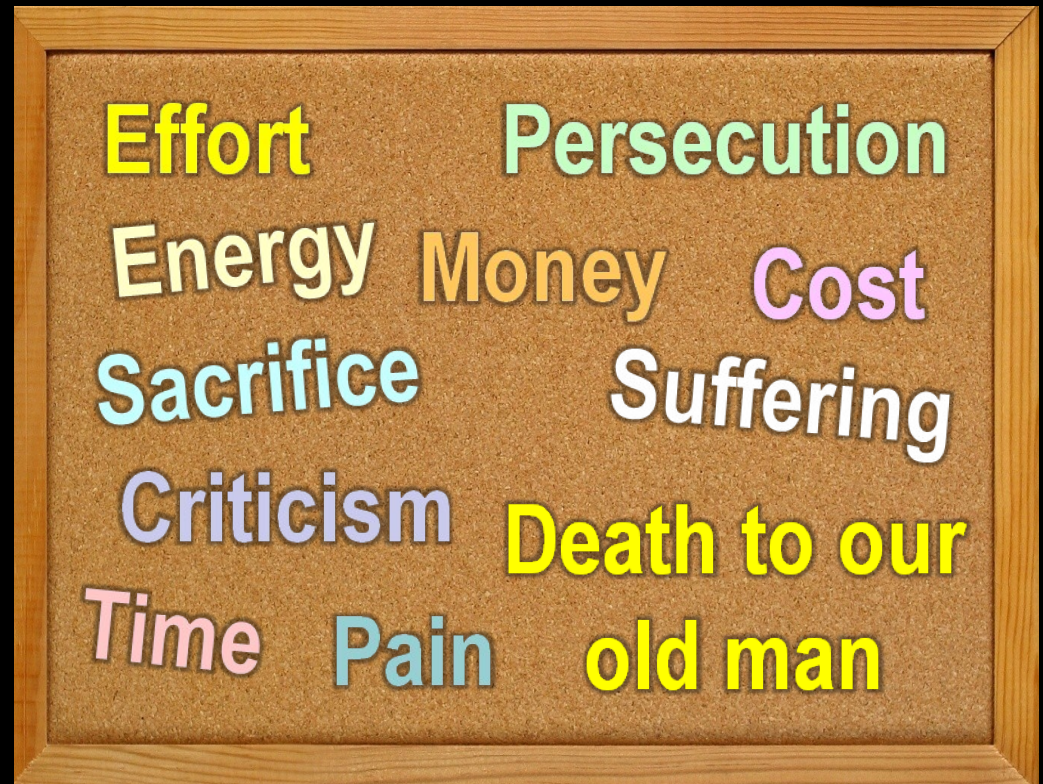 Effort Persecution
Energy Money Cost
Sacrifice Suffering
Criticism
Death to our
old man
Time Pain